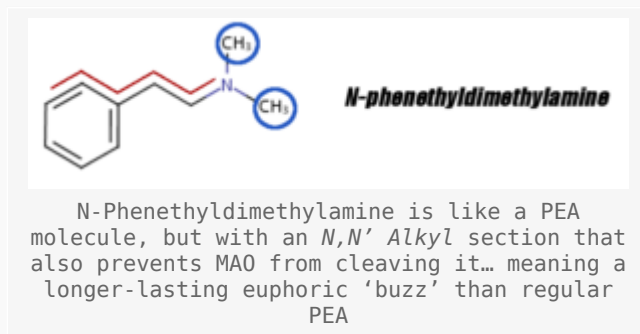 CH₃
N
CH₃
N-phenethyldimethylamine
N-Phenethyldimethylamine is like a PEA
molecule, but with an N,N’ Alkyl section that
also prevents MAO from cleaving it… meaning a
longer-lasting euphoric ‘buzz’ than regular
PEA